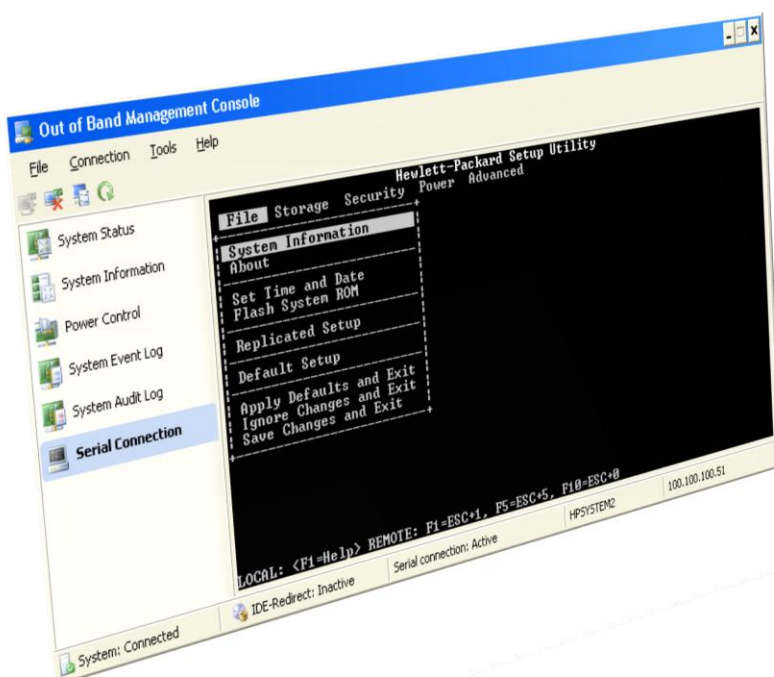 Out of Band Management Console
File Connection Tools Help
System Status
System Information
Power Control
System Event Log
System Audit Log
Serial Connection
Hewlett-Packard Setup Utility
File Storage Security Power Advanced
System Information
About
Set Time and Date
Flash System ROM
Replicated Setup
Default Setup
Apply Defaults and Exit
Ignore Changes and Exit
Save Changes and Exit
LOCAL: <F1=Help> REMOTE: F1=ESC+1, F5=ESC+5, F10=ESC+0
System: Connected IDE-Redirect: Inactive Serial connection: Active HPSYSTEM2 100.100.100.51